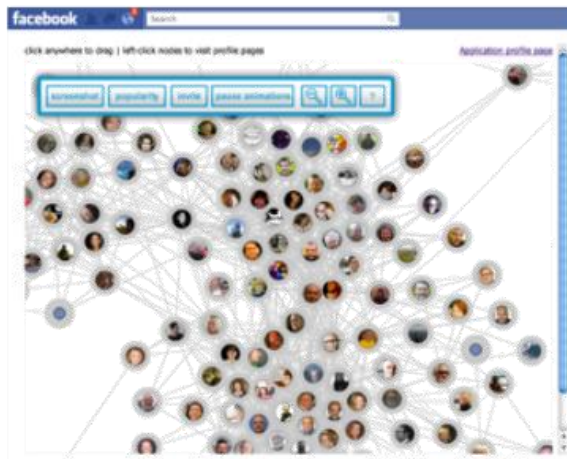 facebook
Search
click anywhere to drag | left-click nodes to visit profile pages
Application profile page
screenshot
popularity
invite
pause animations
?